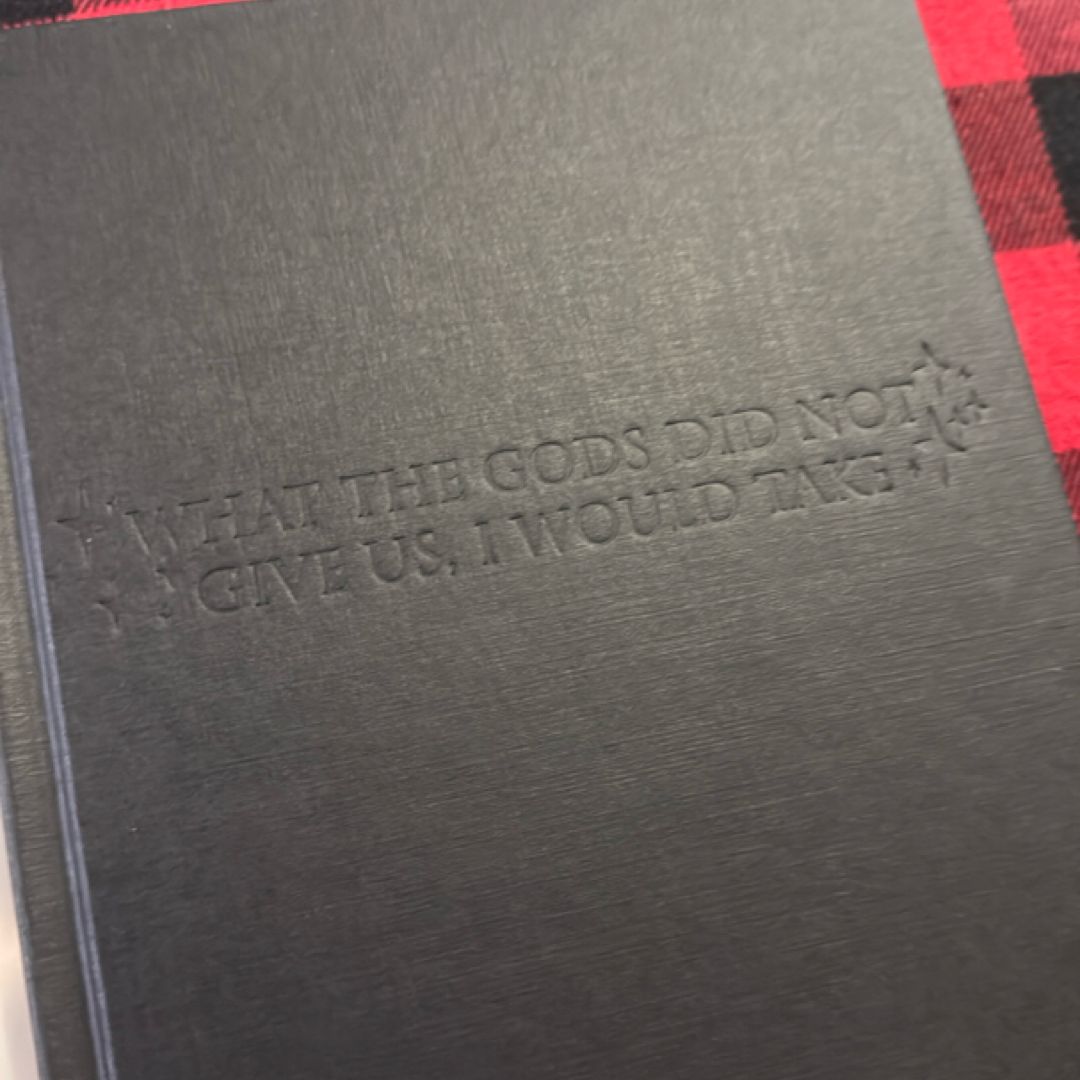 WHAT THE GODS DID NOT
GIVE US, I WOULD TAKE